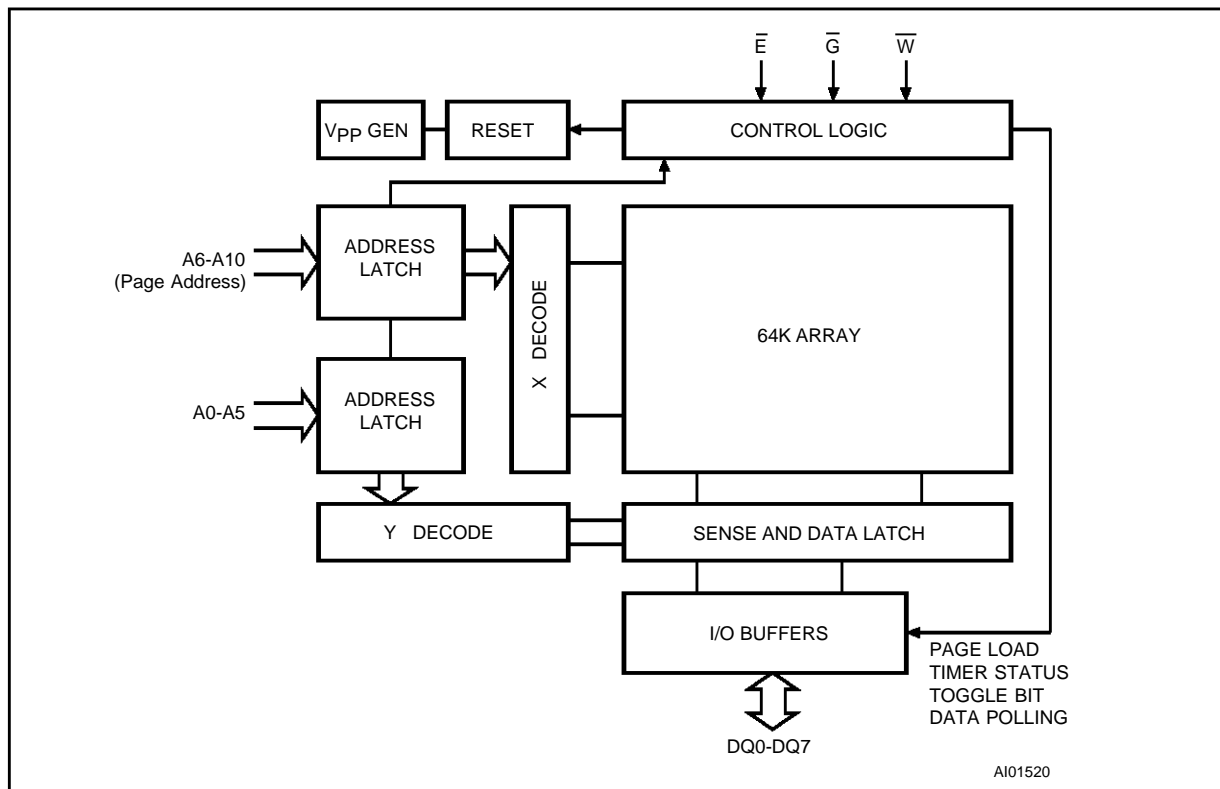 E̅ G̅ W̅
VPP GEN
RESET
CONTROL LOGIC
A6-A10
(Page Address)
ADDRESS
LATCH
X DECODE
64K ARRAY
A0-A5
ADDRESS
LATCH
Y DECODE
SENSE AND DATA LATCH
I/O BUFFERS
PAGE LOAD
TIMER STATUS
TOGGLE BIT
DATA POLLING
DQ0-DQ7
AI01520